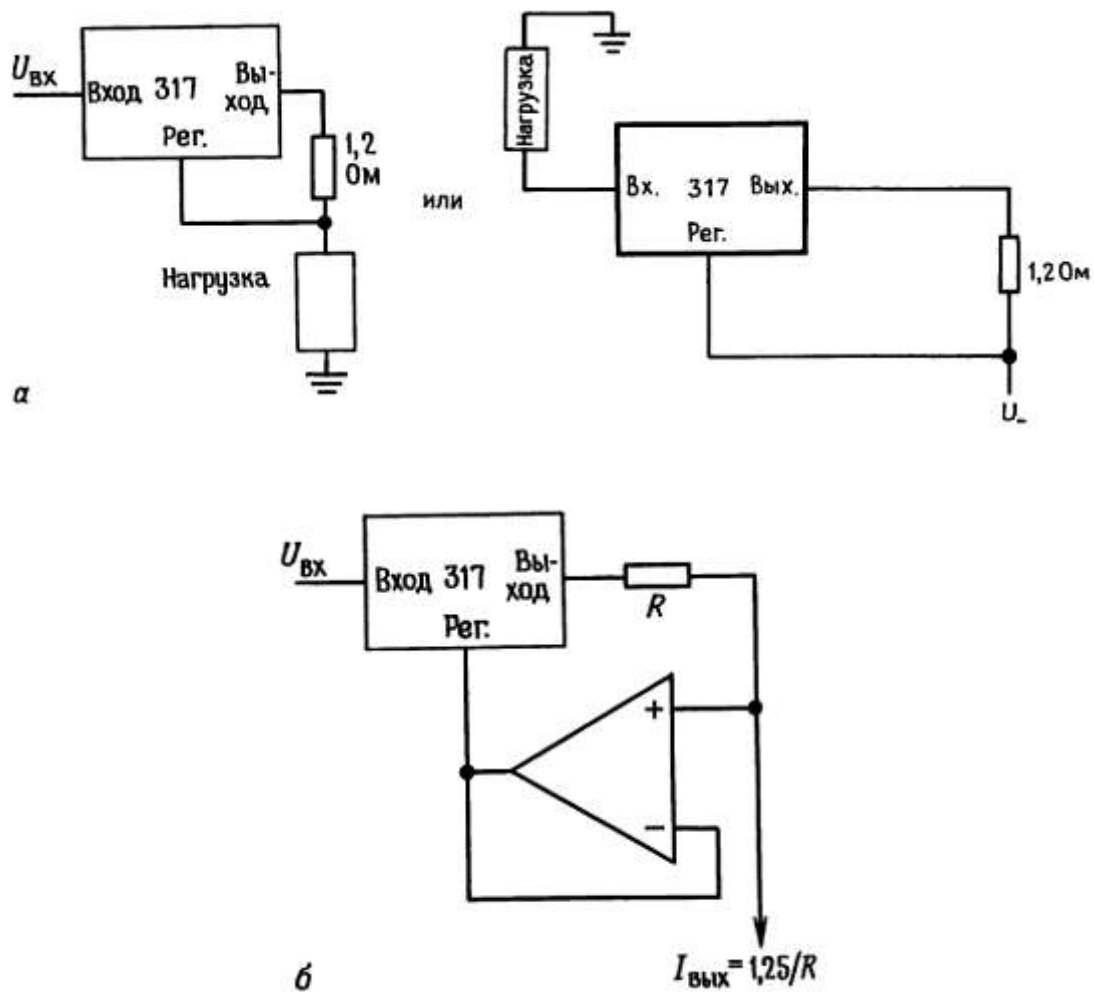 Uвх
Вход 317 Вы-
ход
Рег.
1,2
Ом
Нагрузка
а
или
Нагрузка
Вх. 317 Вых.
Рег.
1,2 Ом
U-
Uвх
Вход 317 Вы-
ход
Рег.
R
+
−
Iвых = 1,25/R
б